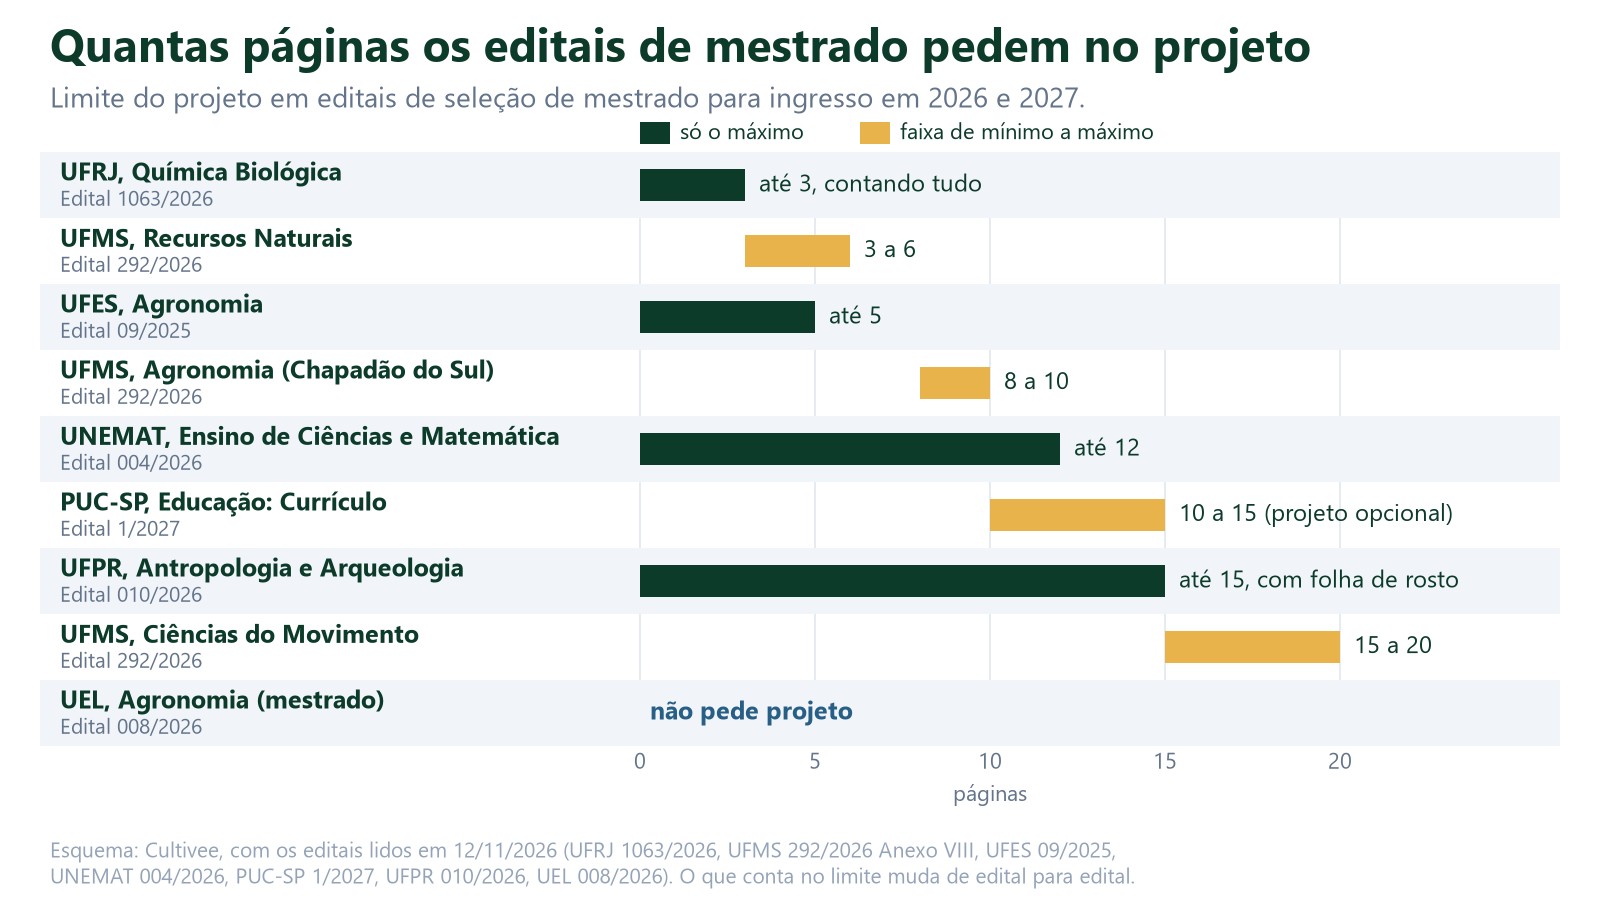 Quantas páginas os editais de mestrado pedem no projeto
Limite do projeto em editais de seleção de mestrado para ingresso em 2026 e 2027.
só o máximo
faixa de mínimo a máximo
UFRJ, Química Biológica
Edital 1063/2026
até 3, contando tudo
UFMS, Recursos Naturais
Edital 292/2026
3 a 6
UFES, Agronomia
Edital 09/2025
até 5
UFMS, Agronomia (Chapadão do Sul)
Edital 292/2026
8 a 10
UNEMAT, Ensino de Ciências e Matemática
Edital 004/2026
até 12
PUC-SP, Educação: Currículo
Edital 1/2027
10 a 15 (projeto opcional)
UFPR, Antropologia e Arqueologia
Edital 010/2026
até 15, com folha de rosto
UFMS, Ciências do Movimento
Edital 292/2026
15 a 20
UEL, Agronomia (mestrado)
Edital 008/2026
não pede projeto
0 5 10 15 20
páginas
Esquema: Cultivee, com os editais lidos em 12/11/2026 (UFRJ 1063/2026, UFMS 292/2026 Anexo VIII, UFES 09/2025,
UNEMAT 004/2026, PUC-SP 1/2027, UFPR 010/2026, UEL 008/2026). O que conta no limite muda de edital para edital.